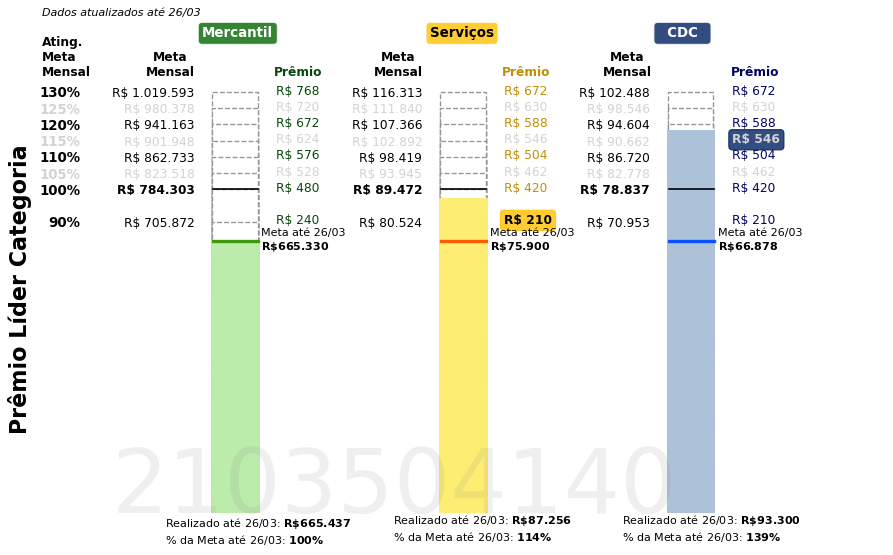 Dados atualizados até 26/03
Mercantil Serviços CDC
Ating. Meta Mensal
Meta Mensal Prêmio Meta Mensal Prêmio Meta Mensal Prêmio
130% R$ 1.019.593 R$ 768 R$ 116.313 R$ 672 R$ 102.488 R$ 672
125% R$ 980.378 R$ 720 R$ 111.840 R$ 630 R$ 98.546 R$ 630
120% R$ 941.163 R$ 672 R$ 107.366 R$ 588 R$ 94.604 R$ 588
115% R$ 901.948 R$ 624 R$ 102.892 R$ 546 R$ 90.662 R$ 546
110% R$ 862.733 R$ 576 R$ 98.419 R$ 504 R$ 86.720 R$ 504
105% R$ 823.518 R$ 528 R$ 93.945 R$ 462 R$ 82.778 R$ 462
100% R$ 784.303 R$ 480 R$ 89.472 R$ 420 R$ 78.837 R$ 420
90% R$ 705.872 R$ 240 R$ 80.524 R$ 210 R$ 70.953 R$ 210
Meta até 26/03 Meta até 26/03 Meta até 26/03
R$665.330 R$75.900 R$66.878
Prêmio Líder Categoria
2103504140
Realizado até 26/03: R$665.437 Realizado até 26/03: R$87.256 Realizado até 26/03: R$93.300
% da Meta até 26/03: 100% % da Meta até 26/03: 114% % da Meta até 26/03: 139%